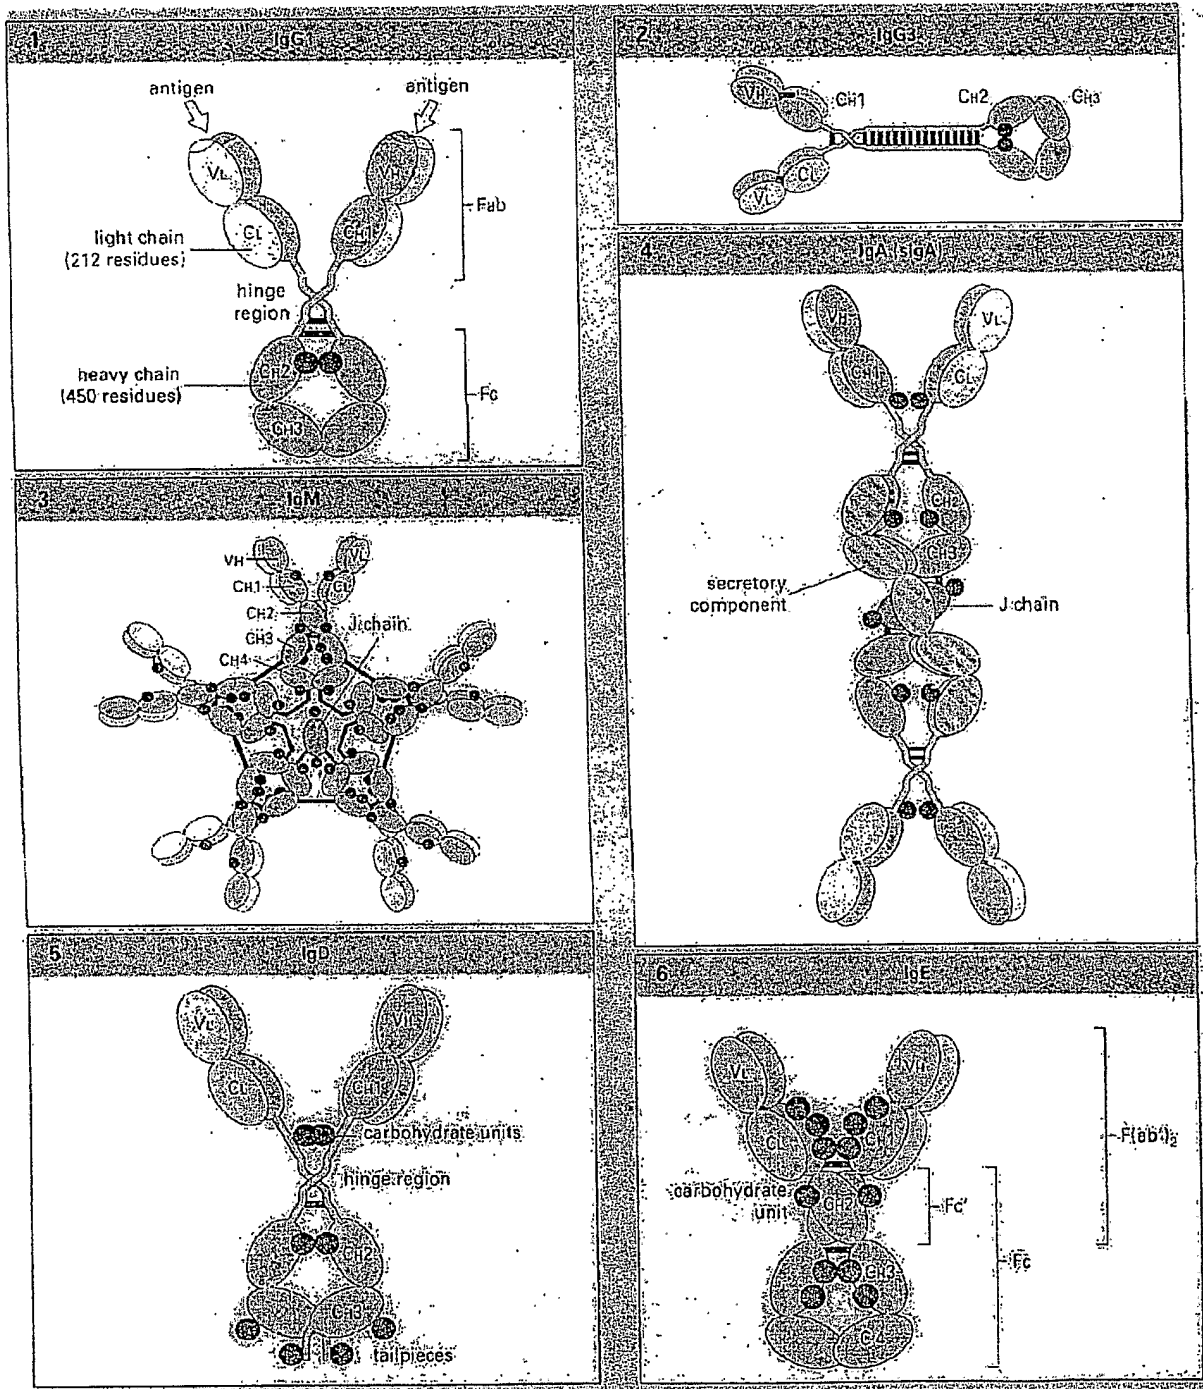 1
IgG
antigen
antigen
VL
VH
Fab
CL
CH1
light chain
(212 residues)
hinge
region
heavy chain
(450 residues)
CH2
Fc
CH3
2
IgG3
VH
CH1
CH2
CH3
CL
VL
3
IgM
VH
VL
CH1
CL
CH2
J chain
CH3
CH4
4
IgA (sIgA)
VH
VL
CH1
CL
CH2
CH3
secretory
component
J chain
5
IgD
VL
VH
CL
CH1
carbohydrate units
hinge region
CH2
CH3
tailpieces
6
IgE
VL
VH
CL
CH1
F(ab')2
carbohydrate
unit
CH2
Fc'
CH3
Fc